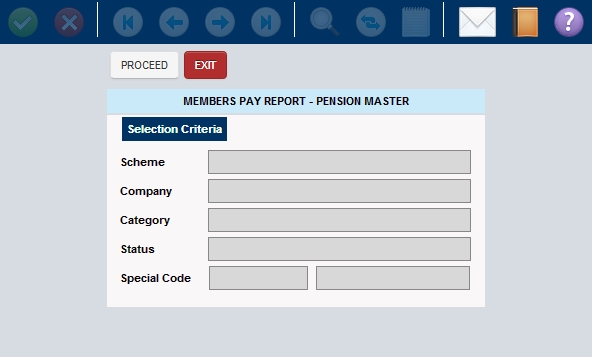 PROCEED EXIT
MEMBERS PAY REPORT - PENSION MASTER
Selection Criteria
Scheme
Company
Category
Status
Special Code